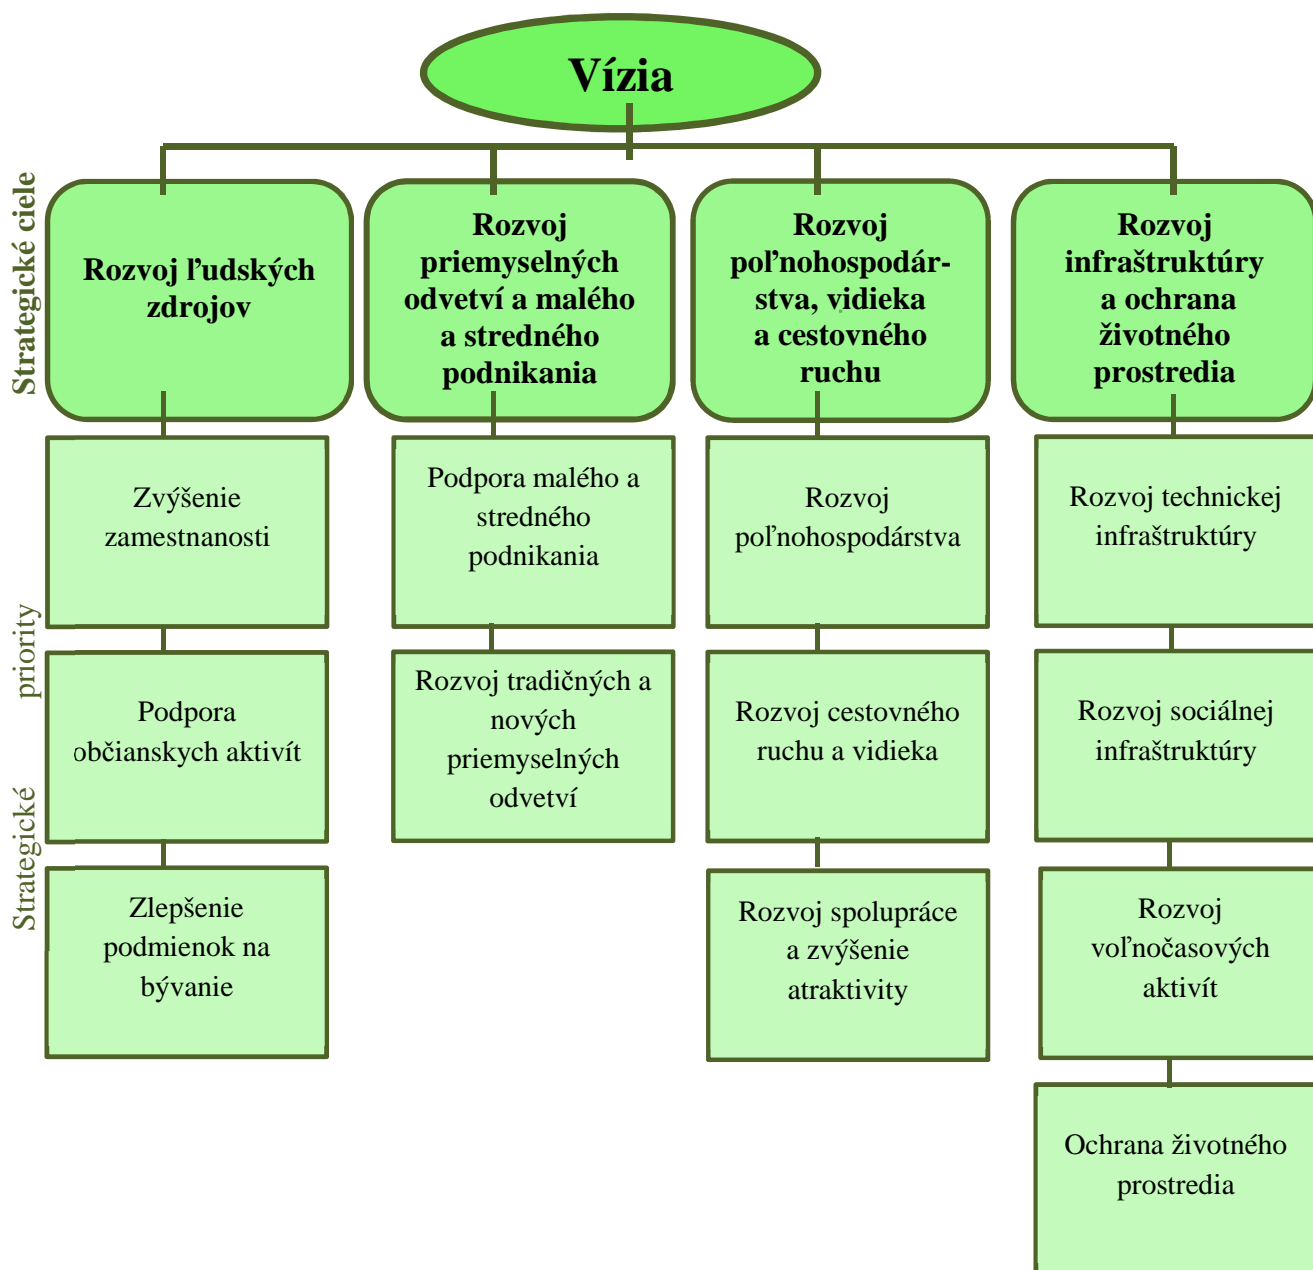 Vízia
Strategické ciele
Rozvoj ľudských
zdrojov
Rozvoj
priemyselných
odvetví a malého
a stredného
podnikania
Rozvoj
poľnohospodár-
stva, vidieka
a cestovného
ruchu
Rozvoj
infraštruktúry
a ochrana
životného
prostredia
Strategické priority
Zvýšenie
zamestnanosti
Podpora
občianskych aktivít
Zlepšenie
podmienok na
bývanie
Podpora malého a
stredného
podnikania
Rozvoj tradičných a
nových
priemyselných
odvetví
Rozvoj
poľnohospodárstva
Rozvoj cestovného
ruchu a vidieka
Rozvoj spolupráce
a zvýšenie
atraktivity
Rozvoj technickej
infraštruktúry
Rozvoj sociálnej
infraštruktúry
Rozvoj
voľnočasových
aktivít
Ochrana životného
prostredia